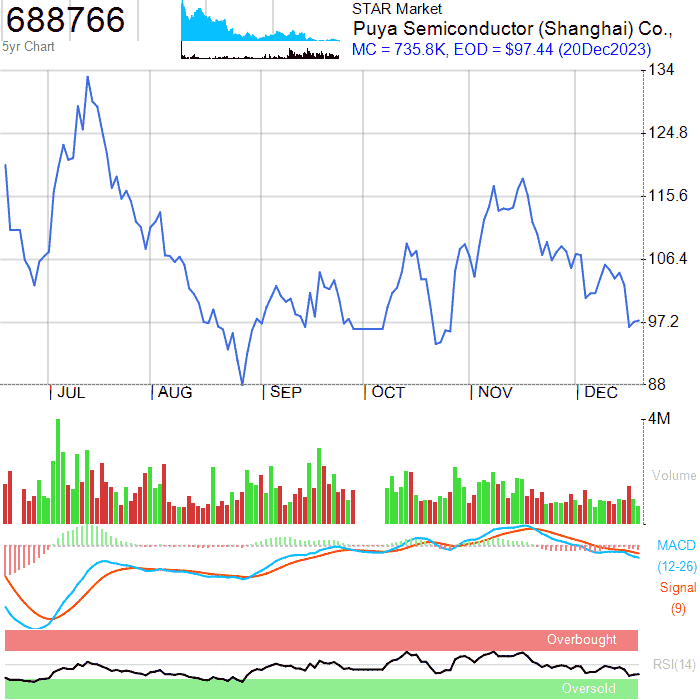 688766
5yr Chart
STAR Market
Puya Semiconductor (Shanghai) Co.,
MC = 735.8K, EOD = $97.44 (20Dec2023)
134
124.8
115.6
106.4
97.2
88
JUL AUG SEP OCT NOV DEC
4M
Volume
MACD
(12-26)
Signal
(9)
Overbought
RSI(14)
Oversold